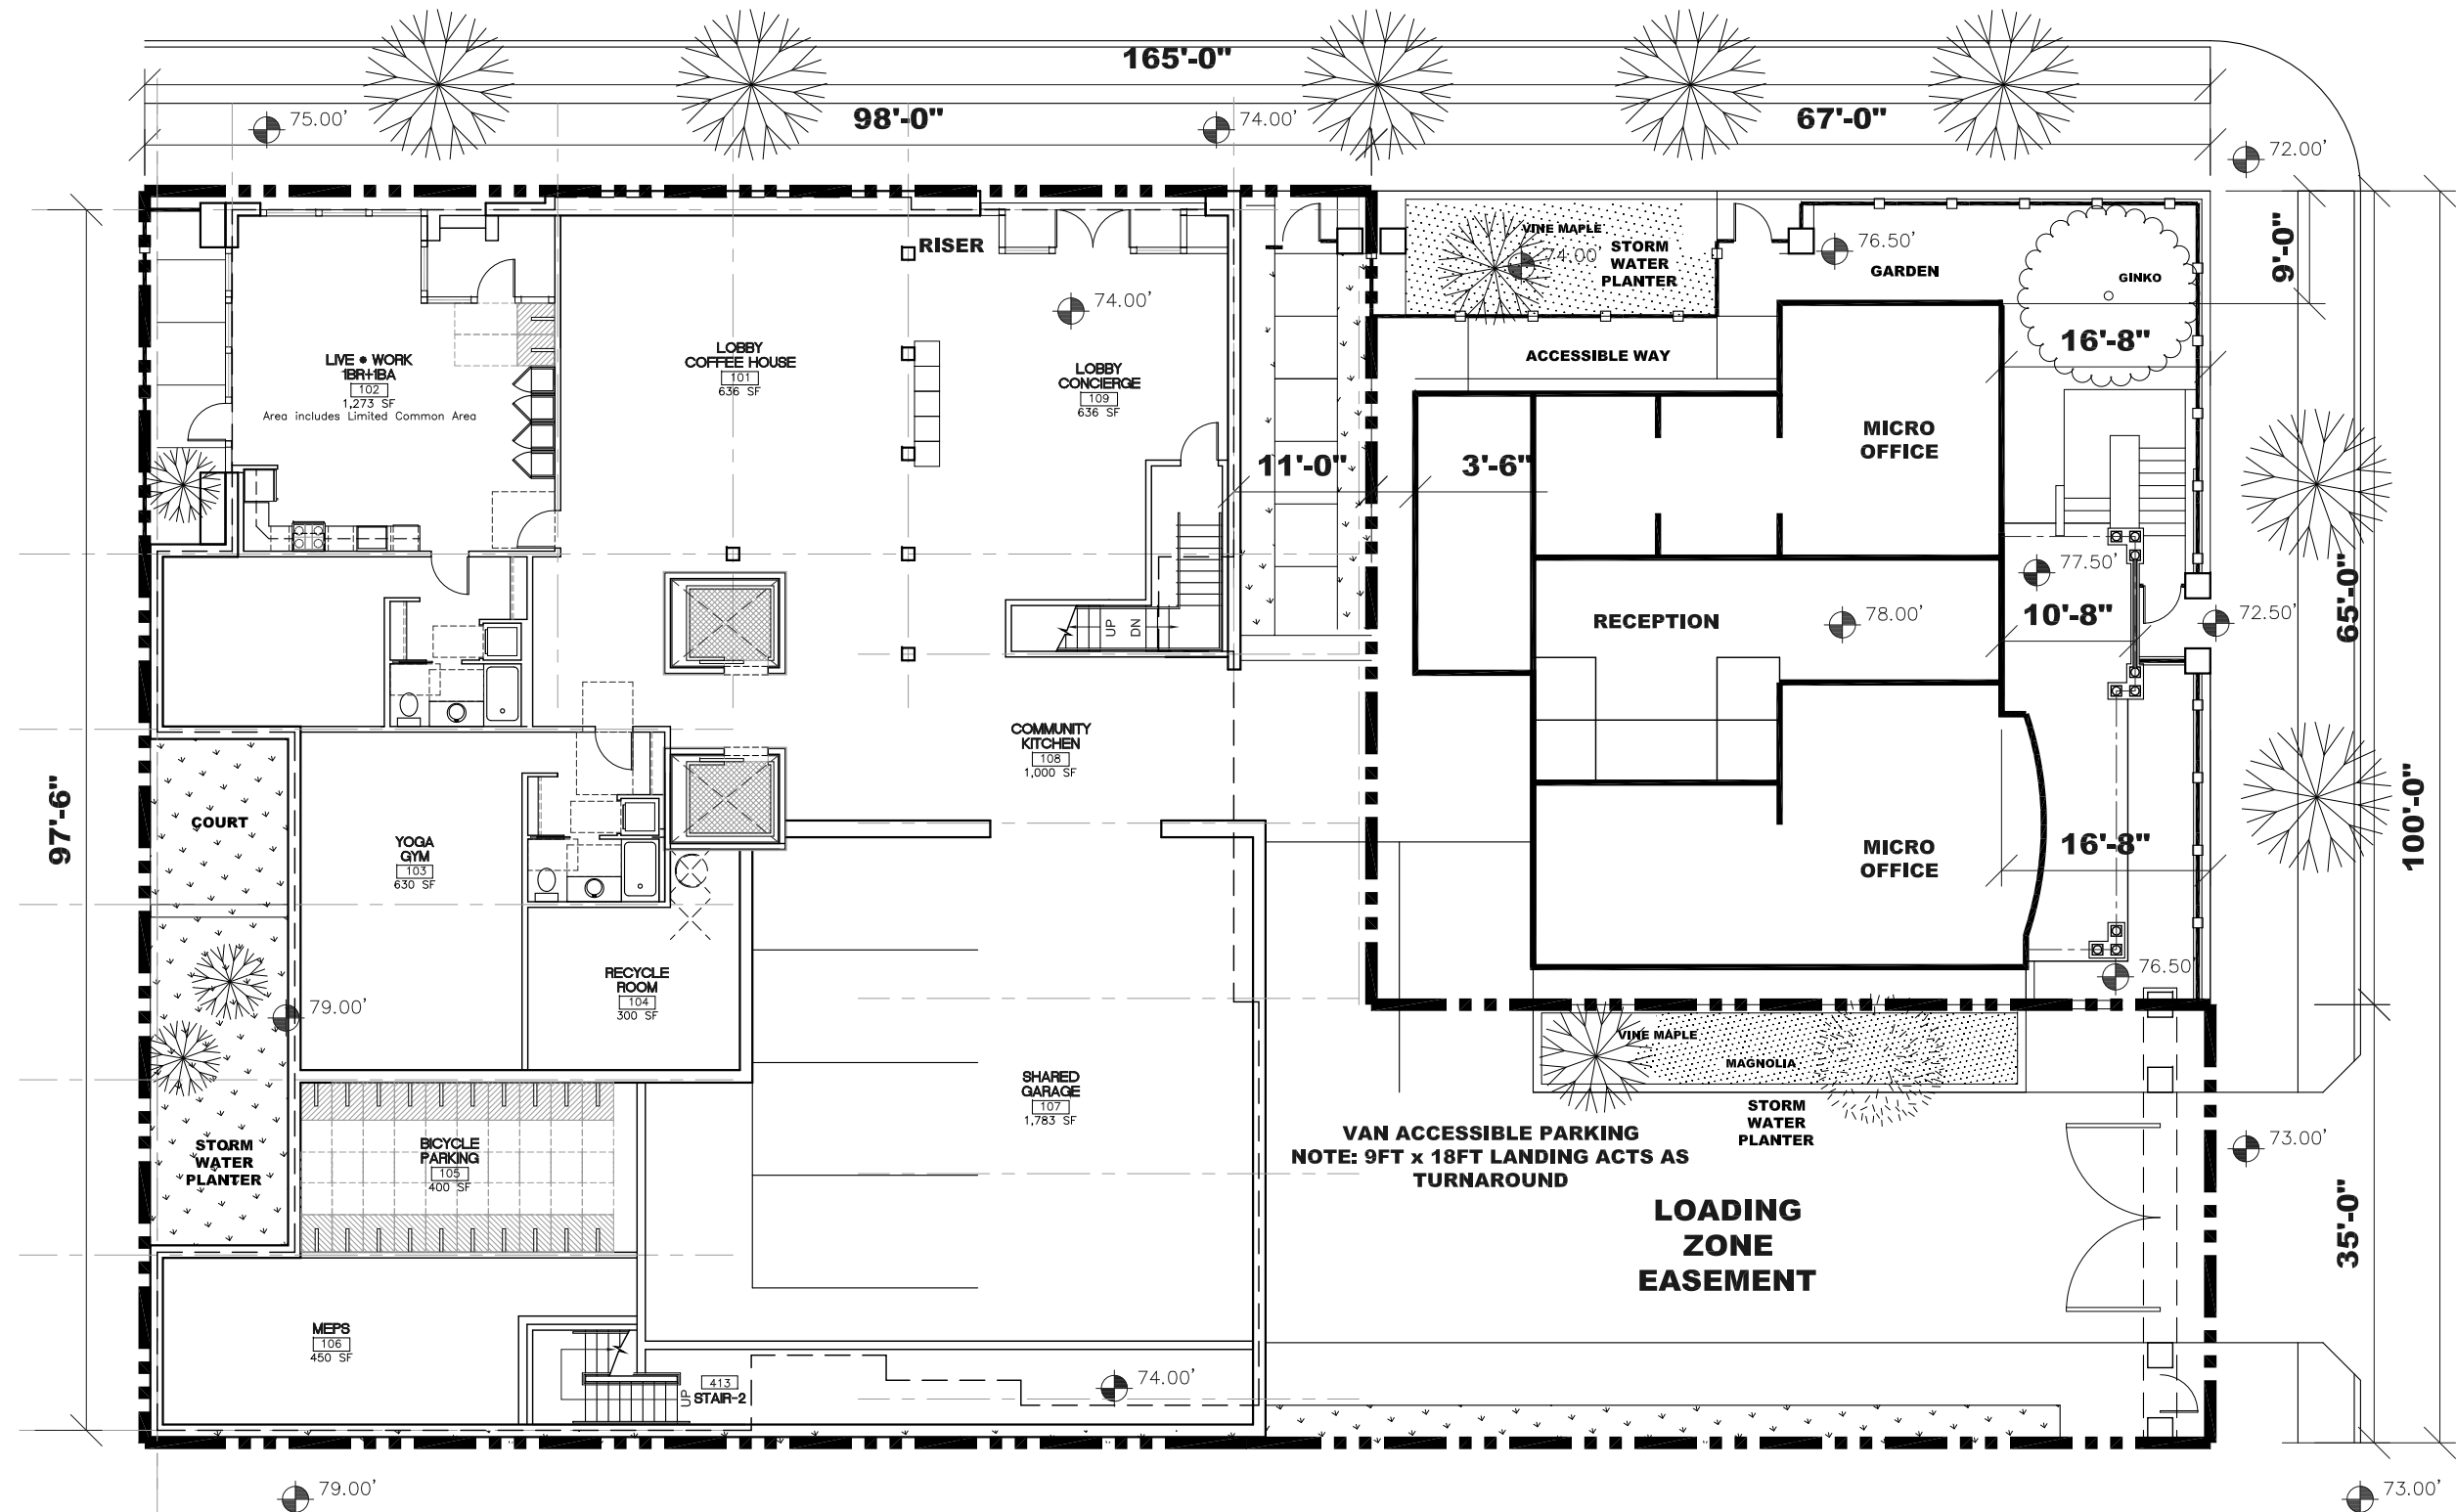 165'-0"
98'-0"
67'-0"
75.00'
74.00'
72.00'
RISER
VINE MAPLE
STORM
WATER
PLANTER
74.00'
76.50'
GARDEN
GINKO
9'-0"
74.00'
LIVE • WORK
1BR+1BA
102
1,273 SF
Area includes Limited Common Area
LOBBY
COFFEE HOUSE
101
636 SF
LOBBY
CONCIERGE
109
636 SF
ACCESSIBLE WAY
16'-8"
MICRO
OFFICE
11'-0"
3'-6"
UP
DN
RECEPTION
78.00'
77.50'
10'-8"
72.50'
65'-0"
COMMUNITY
KITCHEN
108
1,000 SF
97'-6"
COURT
YOGA
GYM
103
630 SF
MICRO
OFFICE
16'-8"
100'-0"
RECYCLE
ROOM
104
300 SF
79.00'
76.50'
VINE MAPLE
MAGNOLIA
STORM
WATER
PLANTER
SHARED
GARAGE
107
1,783 SF
STORM
WATER
PLANTER
BICYCLE
PARKING
105
400 SF
VAN ACCESSIBLE PARKING
NOTE: 9FT x 18FT LANDING ACTS AS
TURNAROUND
73.00'
LOADING
ZONE
EASEMENT
35'-0"
MEPS
106
450 SF
UP
413
STAIR-2
74.00'
79.00'
73.00'